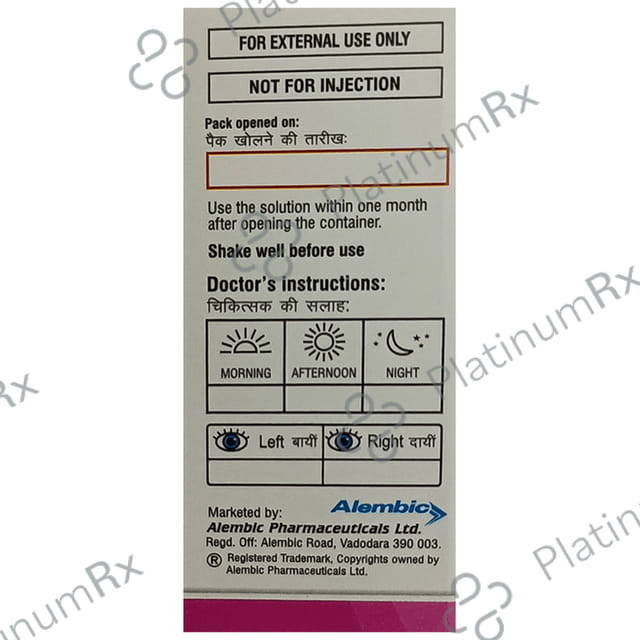 FOR EXTERNAL USE ONLY
NOT FOR INJECTION
Pack opened on:
पैक खोलने की तारीखः
Use the solution within one month
after opening the container.
Shake well before use
Doctor's instructions:
चिकित्सक की सलाहः
MORNING AFTERNOON NIGHT
Left बायीं Right दायीं
Marketed by: Alembic
Alembic Pharmaceuticals Ltd.
Regd. Off: Alembic Road, Vadodara 390 003.
® Registered Trademark, Copyrights owned by
Alembic Pharmaceuticals Ltd.
PlatinumRx
PlatinumRx
PlatinumRx
Rx
PlatinumRx
inumRx
Platin